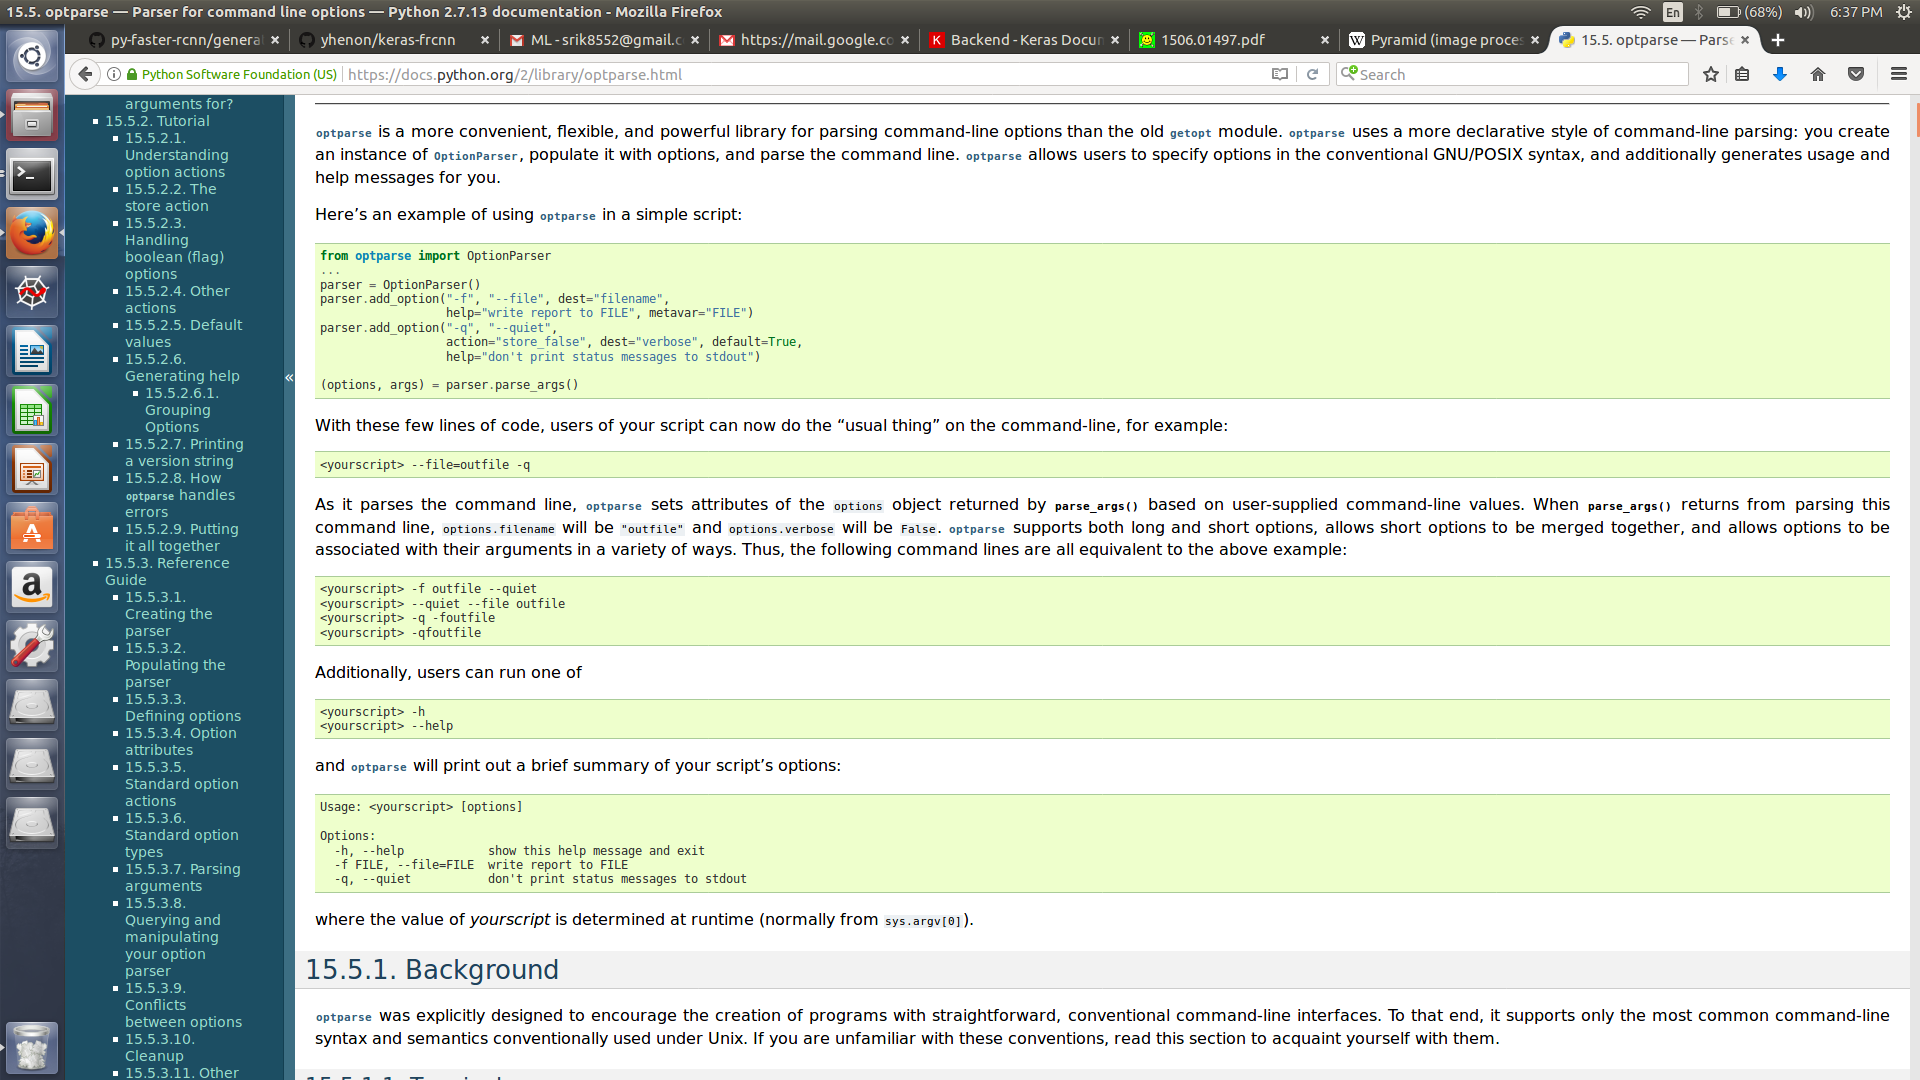 15.5. optparse — Parser for command line options — Python 2.7.13 documentation - Mozilla Firefox
En
(68%)
6:37 PM
py-faster-rcnn/genera
yhenon/keras-frcnn
ML - srik8552@gmail.c
https://mail.google.co
Backend - Keras Docun
1506.01497.pdf
Pyramid (image proces
15.5. optparse — Parse
Python Software Foundation (US)
https://docs.python.org/2/library/optparse.html
Search
arguments for?
15.5.2. Tutorial
15.5.2.1.
Understanding
option actions
15.5.2.2. The
store action
15.5.2.3.
Handling
boolean (flag)
options
15.5.2.4. Other
actions
15.5.2.5. Default
values
15.5.2.6.
Generating help
15.5.2.6.1.
Grouping
Options
15.5.2.7. Printing
a version string
15.5.2.8. How
optparse handles
errors
15.5.2.9. Putting
it all together
15.5.3. Reference
Guide
15.5.3.1.
Creating the
parser
15.5.3.2.
Populating the
parser
15.5.3.3.
Defining options
15.5.3.4. Option
attributes
15.5.3.5.
Standard option
actions
15.5.3.6.
Standard option
types
15.5.3.7. Parsing
arguments
15.5.3.8.
Querying and
manipulating
your option
parser
15.5.3.9.
Conflicts
between options
15.5.3.10.
Cleanup
15.5.3.11. Other
«
optparse is a more convenient, flexible, and powerful library for parsing command-line options than the old getopt module. optparse uses a more declarative style of command-line parsing: you create
an instance of OptionParser, populate it with options, and parse the command line. optparse allows users to specify options in the conventional GNU/POSIX syntax, and additionally generates usage and
help messages for you.
Here’s an example of using optparse in a simple script:
from optparse import OptionParser
...
parser = OptionParser()
parser.add_option("-f", "--file", dest="filename",
help="write report to FILE", metavar="FILE")
parser.add_option("-q", "--quiet",
action="store_false", dest="verbose", default=True,
help="don't print status messages to stdout")
(options, args) = parser.parse_args()
With these few lines of code, users of your script can now do the “usual thing” on the command-line, for example:
<yourscript> --file=outfile -q
As it parses the command line, optparse sets attributes of the options object returned by parse_args() based on user-supplied command-line values. When parse_args() returns from parsing this
command line, options.filename will be "outfile" and options.verbose will be False. optparse supports both long and short options, allows short options to be merged together, and allows options to be
associated with their arguments in a variety of ways. Thus, the following command lines are all equivalent to the above example:
<yourscript> -f outfile --quiet
<yourscript> --quiet --file outfile
<yourscript> -q -foutfile
<yourscript> -qfoutfile
Additionally, users can run one of
<yourscript> -h
<yourscript> --help
and optparse will print out a brief summary of your script’s options:
Usage: <yourscript> [options]
Options:
-h, --help show this help message and exit
-f FILE, --file=FILE write report to FILE
-q, --quiet don't print status messages to stdout
where the value of yourscript is determined at runtime (normally from sys.argv[0]).
15.5.1. Background
optparse was explicitly designed to encourage the creation of programs with straightforward, conventional command-line interfaces. To that end, it supports only the most common command-line
syntax and semantics conventionally used under Unix. If you are unfamiliar with these conventions, read this section to acquaint yourself with them.